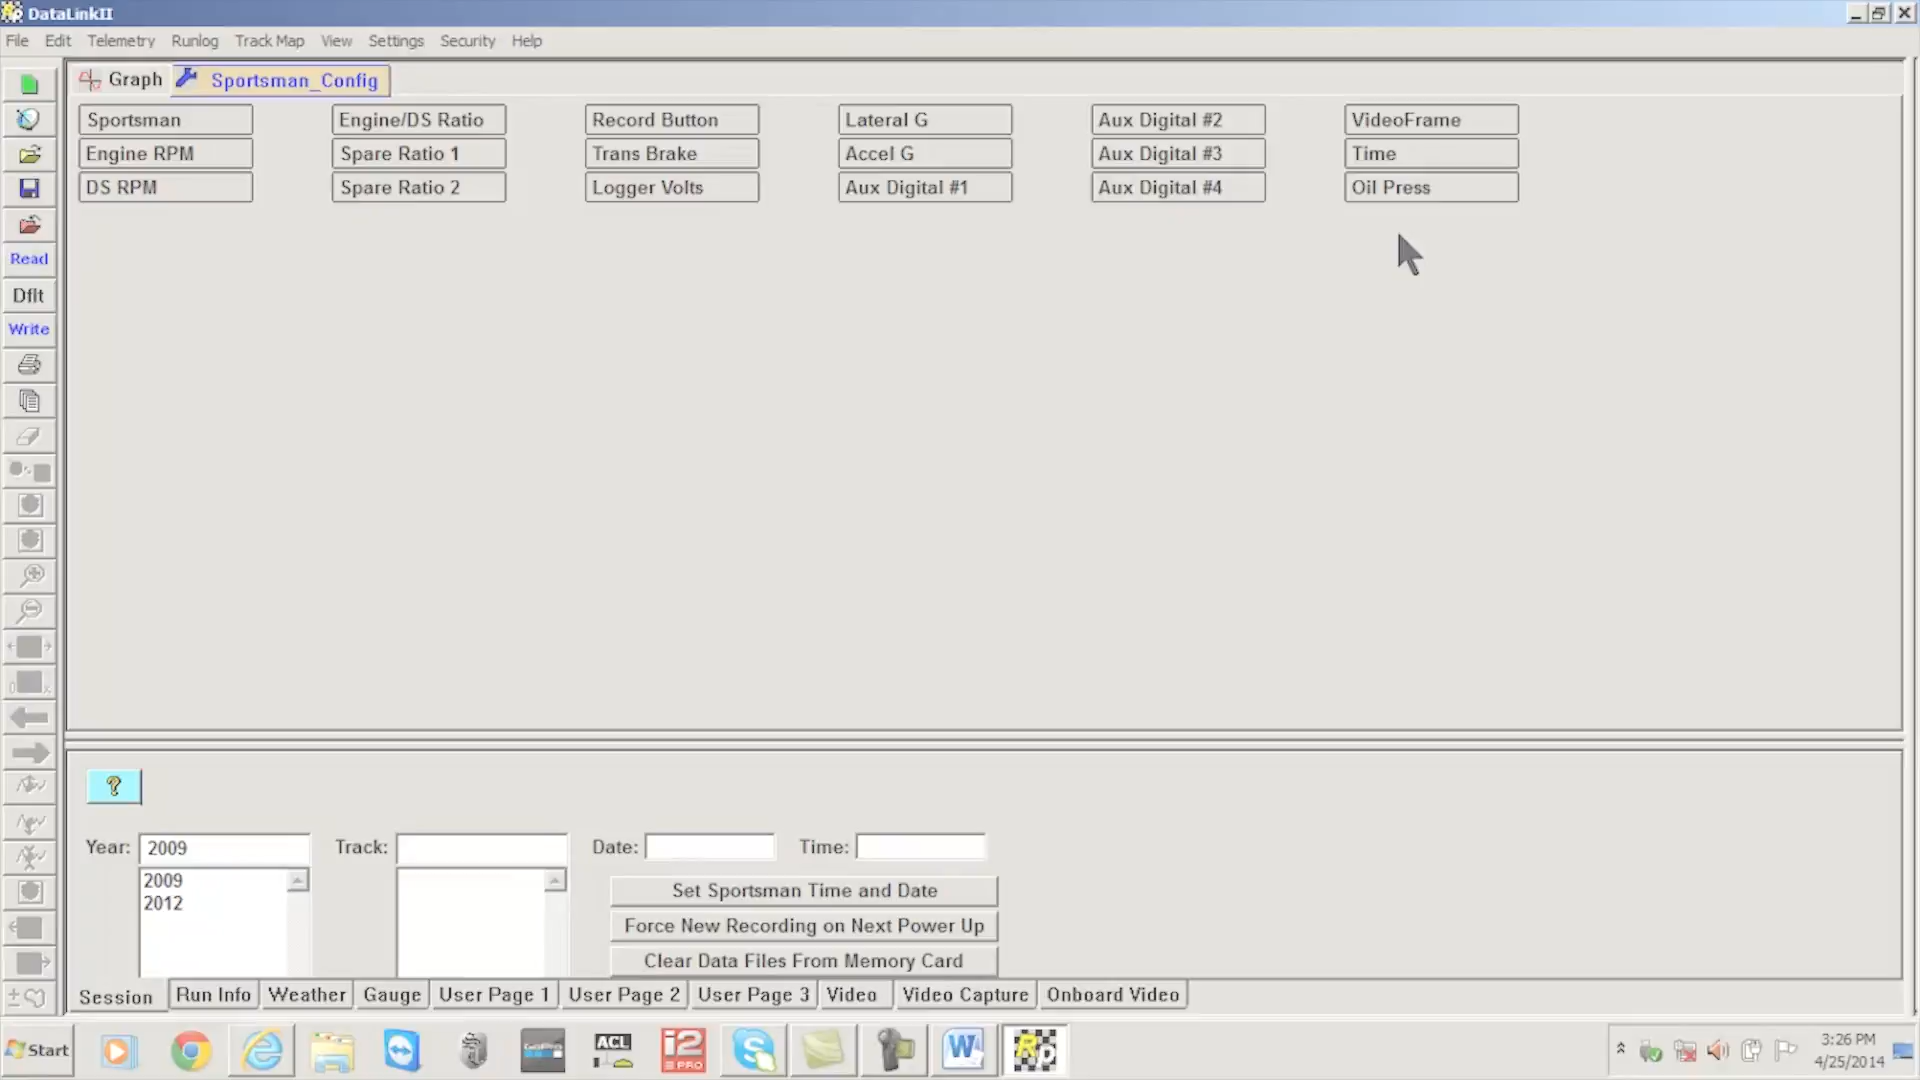 DataLinkII
File Edit Telemetry Runlog Track Map View Settings Security Help
Graph Sportsman_Config
Sportsman Engine/DS Ratio Record Button Lateral G Aux Digital #2 VideoFrame
Engine RPM Spare Ratio 1 Trans Brake Accel G Aux Digital #3 Time
DS RPM Spare Ratio 2 Logger Volts Aux Digital #1 Aux Digital #4 Oil Press
Read
Dflt
Write
?
Year: 2009 Track: Date: Time:
2009
2012
Set Sportsman Time and Date
Force New Recording on Next Power Up
Clear Data Files From Memory Card
Session Run Info Weather Gauge User Page 1 User Page 2 User Page 3 Video Video Capture Onboard Video
Start GoPro ACL i2 PRO S W Rp 3:26 PM
4/25/2014